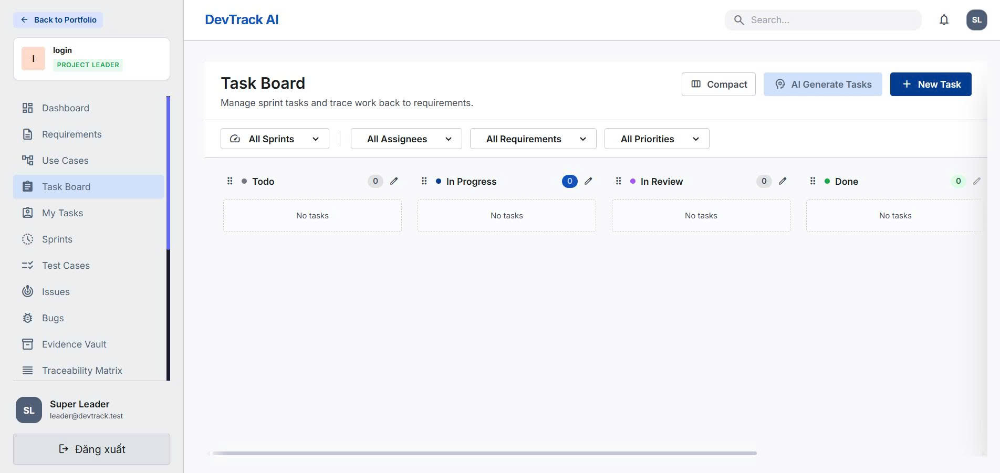 Back to Portfolio
l
login
PROJECT LEADER
Dashboard
Requirements
Use Cases
Task Board
My Tasks
Sprints
Test Cases
Issues
Bugs
Evidence Vault
Traceability Matrix
SL
Super Leader
leader@devtrack.test
Đăng xuất
DevTrack AI
Search...
SL
Task Board
Manage sprint tasks and trace work back to requirements.
Compact
AI Generate Tasks
+ New Task
All Sprints
All Assignees
All Requirements
All Priorities
Todo 0
In Progress 0
In Review 0
Done 0
No tasks
No tasks
No tasks
No tasks